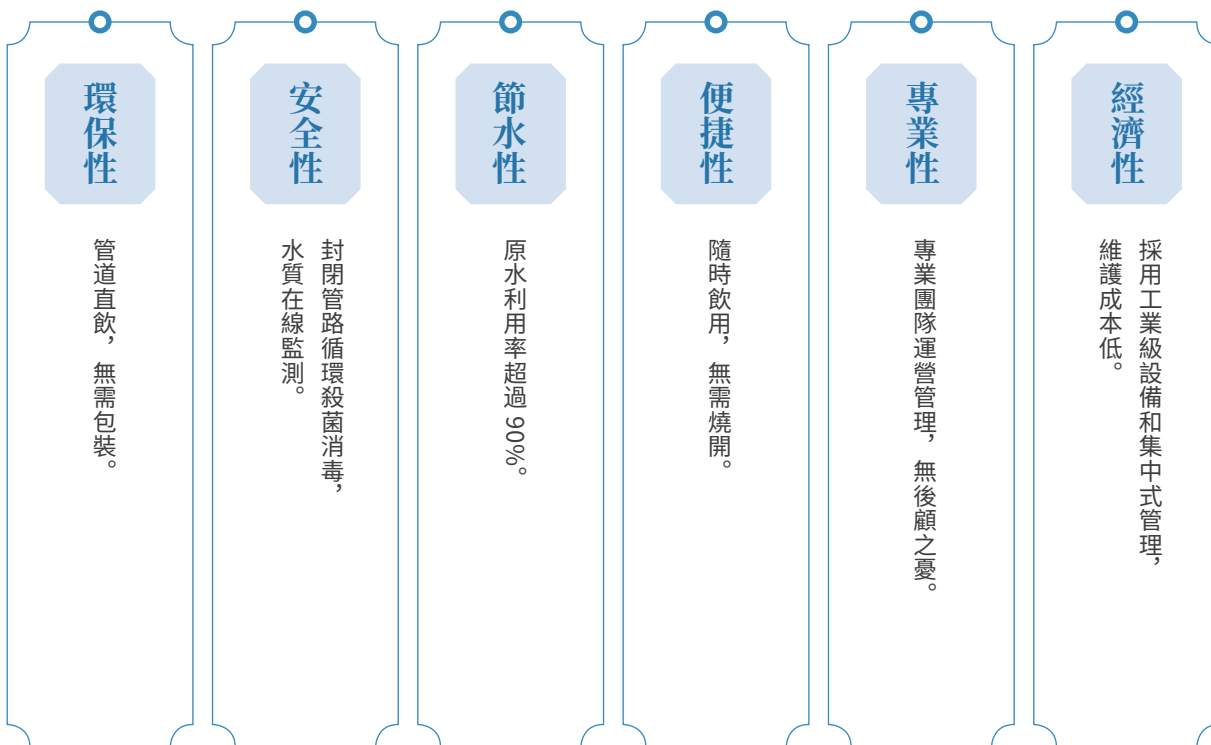 經濟性
採用工業級設備和集中式管理，
維護成本低。
專業性
專業團隊運營管理，無後顧之憂。
便捷性
隨時飲用，無需燒開。
節水性
原水利用率超過 90%。
安全性
封閉管路循環殺菌消毒，
水質在線監測。
環保性
管道直飲，無需包裝。